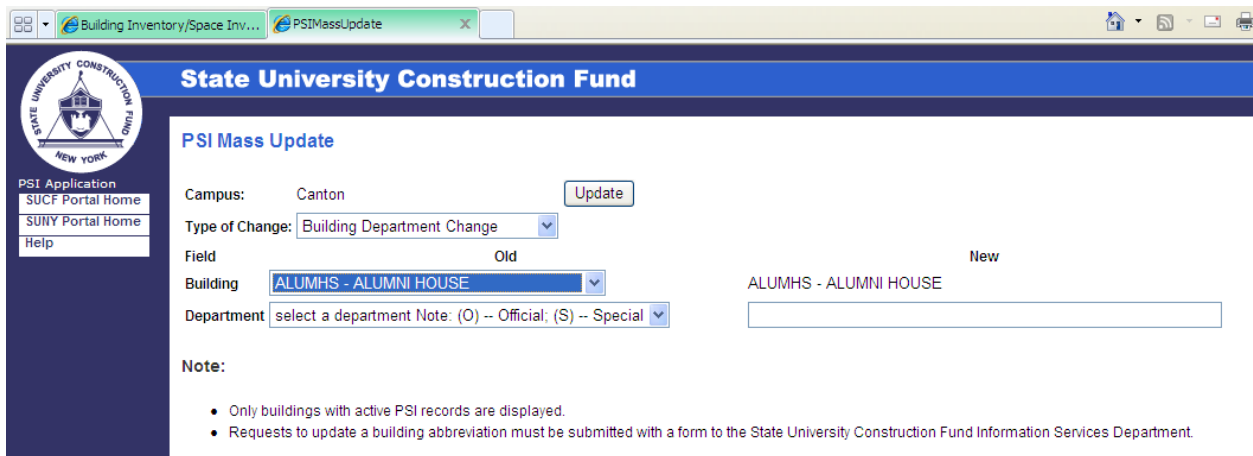 Building Inventory/Space Inv... PSIMassUpdate X
STATE UNIVERSITY CONSTRUCTION FUND
NEW YORK
State University Construction Fund
PSI Mass Update
PSI Application
SUCF Portal Home
SUNY Portal Home
Help
Campus: Canton Update
Type of Change: Building Department Change
Field Old New
Building ALUMHS - ALUMNI HOUSE ALUMHS - ALUMNI HOUSE
Department select a department Note: (O) -- Official; (S) -- Special
Note:
• Only buildings with active PSI records are displayed.
• Requests to update a building abbreviation must be submitted with a form to the State University Construction Fund Information Services Department.